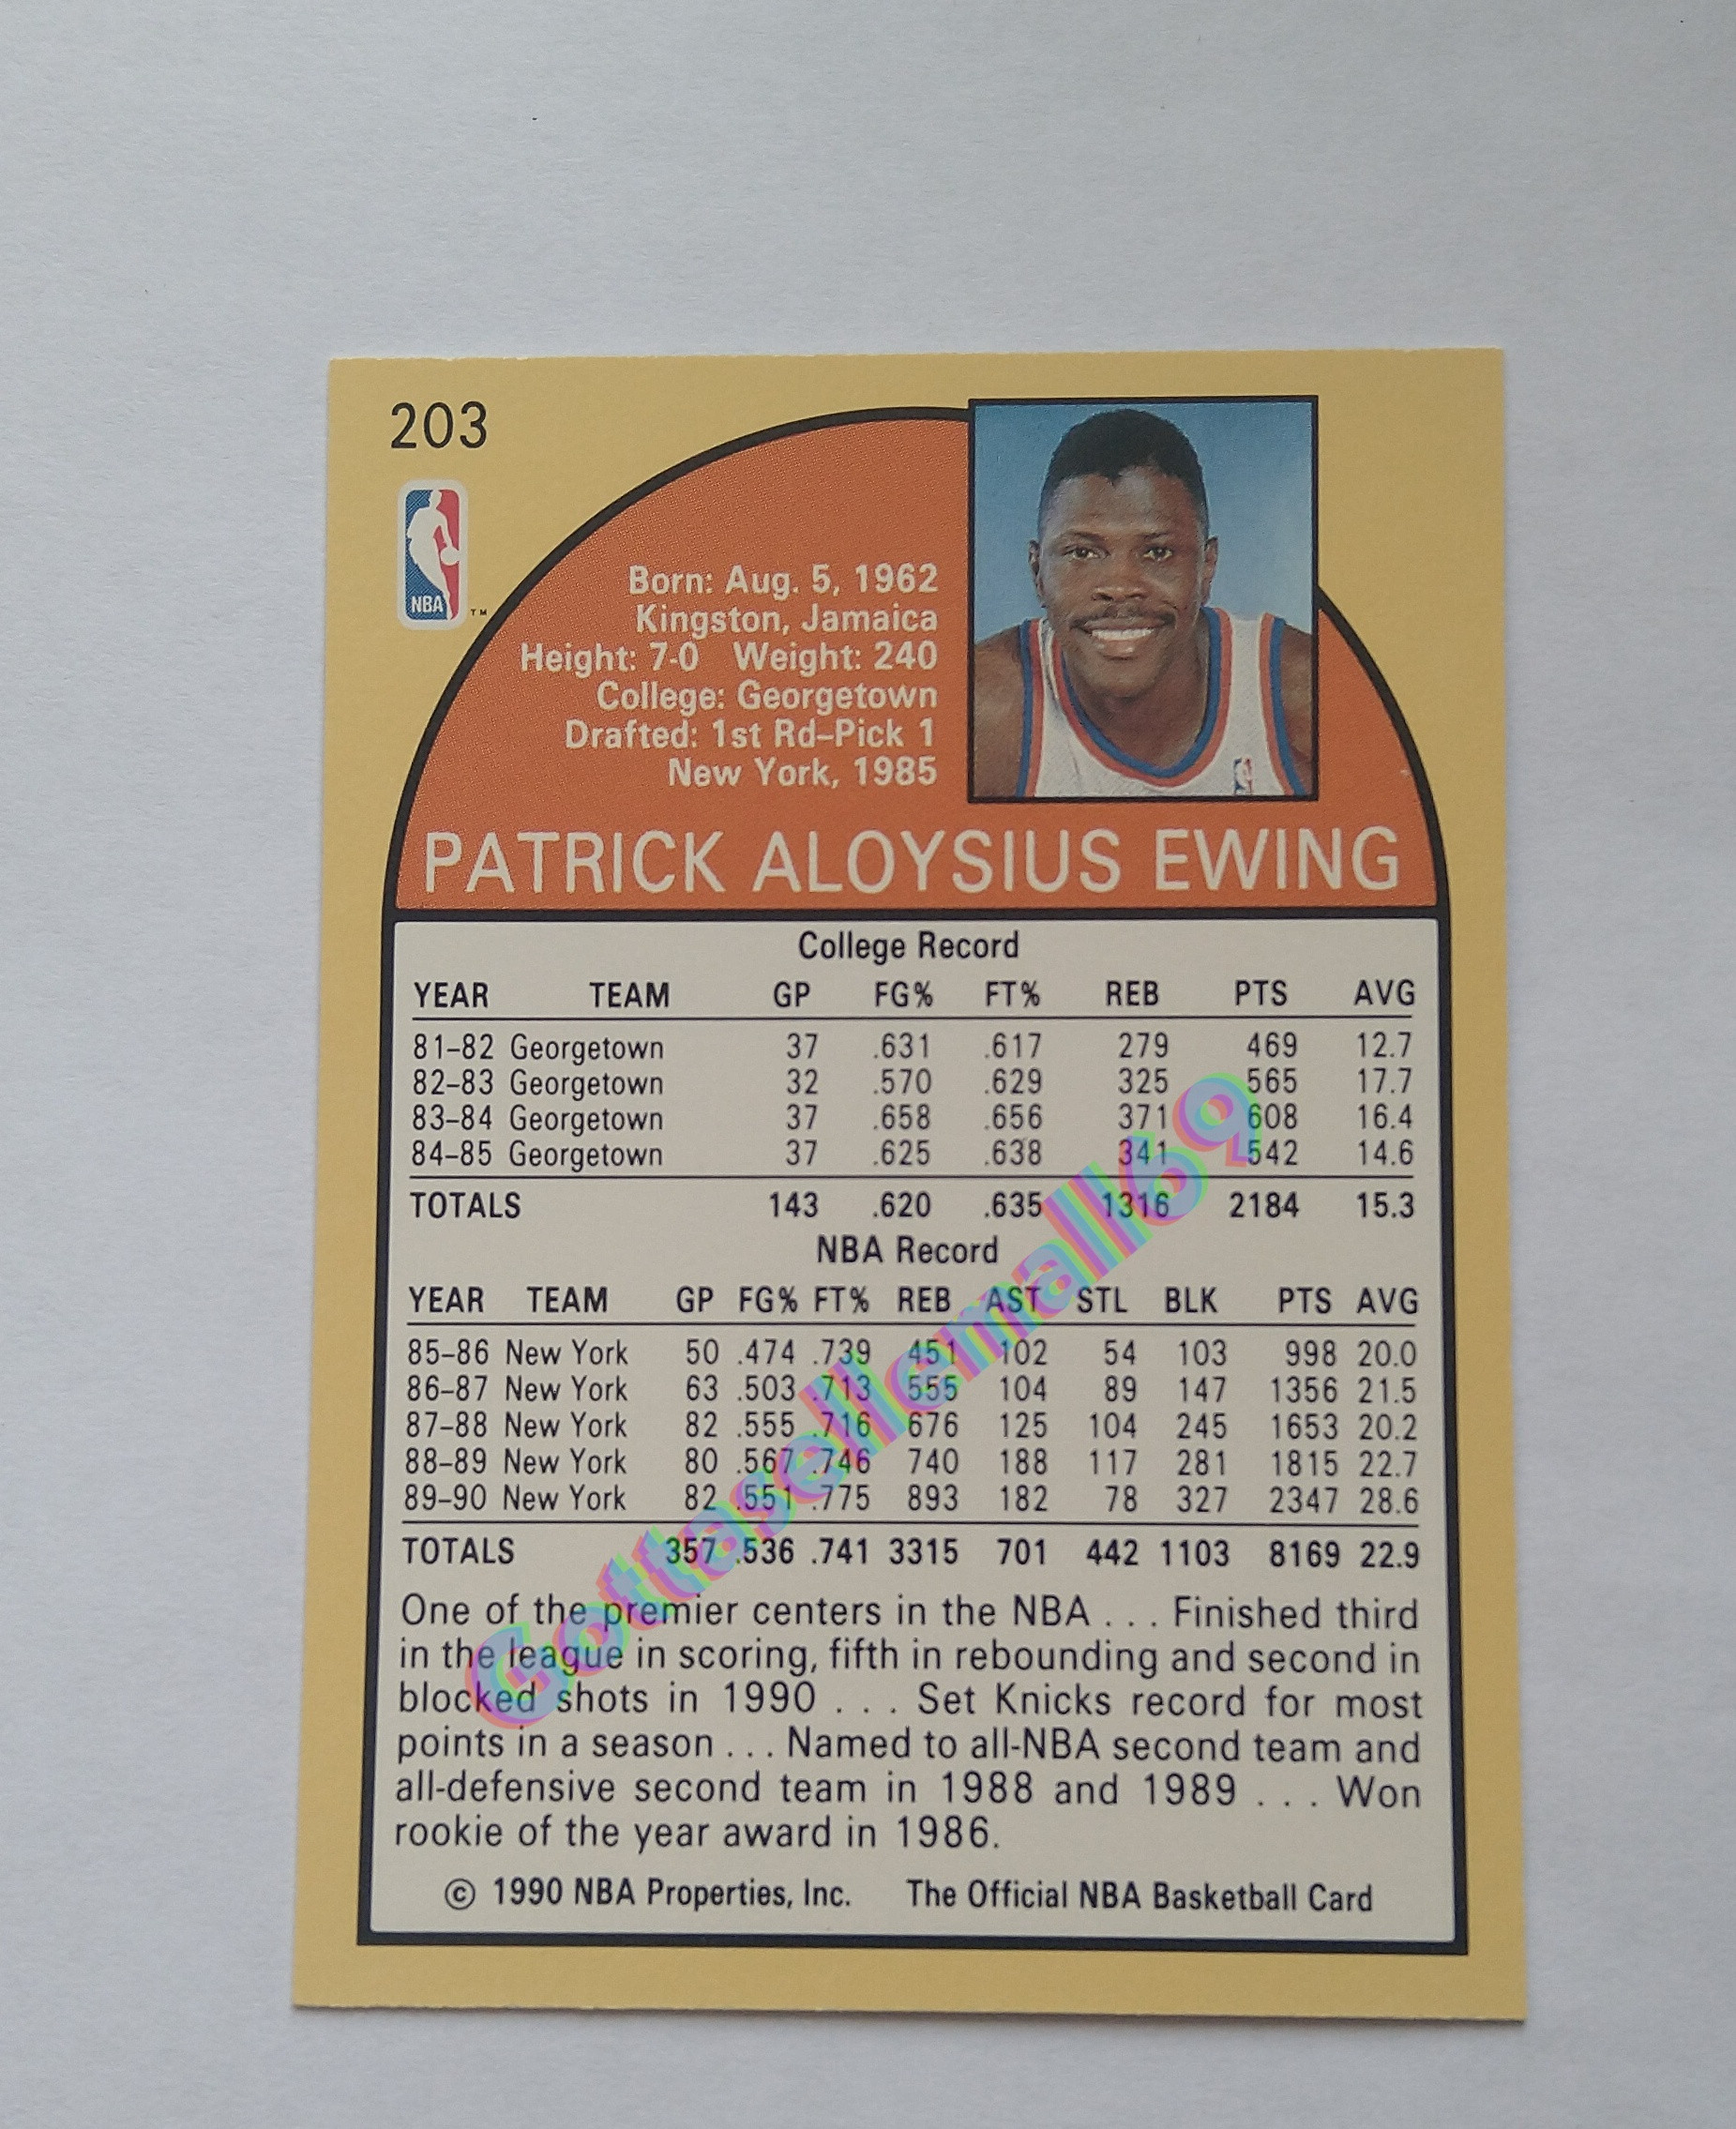 203
NBA
TM
Born: Aug. 5, 1962
Kingston, Jamaica
Height: 7-0 Weight: 240
College: Georgetown
Drafted: 1st Rd–Pick 1
New York, 1985
PATRICK ALOYSIUS EWING
College Record
YEAR TEAM GP FG% FT% REB PTS AVG
81–82 Georgetown 37 .631 .617 279 469 12.7
82–83 Georgetown 32 .570 .629 325 565 17.7
83–84 Georgetown 37 .658 .656 371 608 16.4
84–85 Georgetown 37 .625 .638 341 542 14.6
TOTALS 143 .620 .635 1316 2184 15.3
NBA Record
YEAR TEAM GP FG% FT% REB AST STL BLK PTS AVG
85–86 New York 50 .474 .739 451 102 54 103 998 20.0
86–87 New York 63 .503 .713 555 104 89 147 1356 21.5
87–88 New York 82 .555 .716 676 125 104 245 1653 20.2
88–89 New York 80 .567 .746 740 188 117 281 1815 22.7
89–90 New York 82 .551 .775 893 182 78 327 2347 28.6
TOTALS 357 .536 .741 3315 701 442 1103 8169 22.9
One of the premier centers in the NBA . . . Finished third
in the league in scoring, fifth in rebounding and second in
blocked shots in 1990 . . . Set Knicks record for most
points in a season . . . Named to all-NBA second team and
all-defensive second team in 1988 and 1989 . . . Won
rookie of the year award in 1986.
© 1990 NBA Properties, Inc. The Official NBA Basketball Card
Gottasellemall69